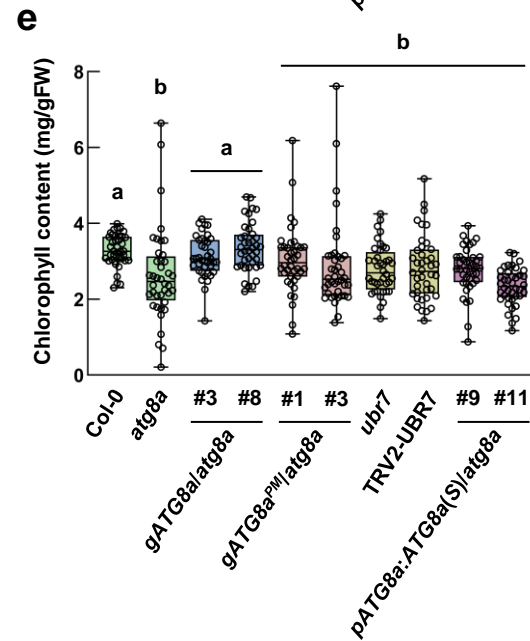 e
b
Chlorophyll content (mg/gFW)
8
6
4
2
0
a
b
a
Col-0
atg8a
#3
#8
gATG8a/atg8a
#1
#3
gATG8aᴾᴹ/atg8a
ubr7
TRV2-UBR7
#9
#11
pATG8a:ATG8a(S)/atg8a